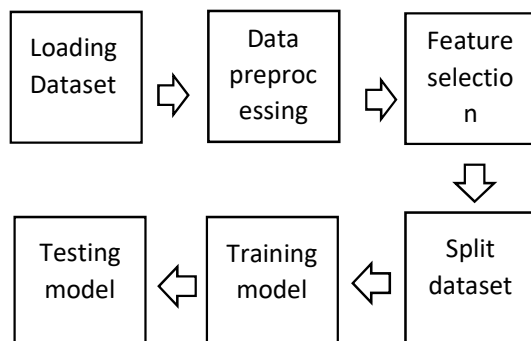 Loading
Dataset
Data
preproc
essing
Feature
selectio
n
Split
dataset
Training
model
Testing
model